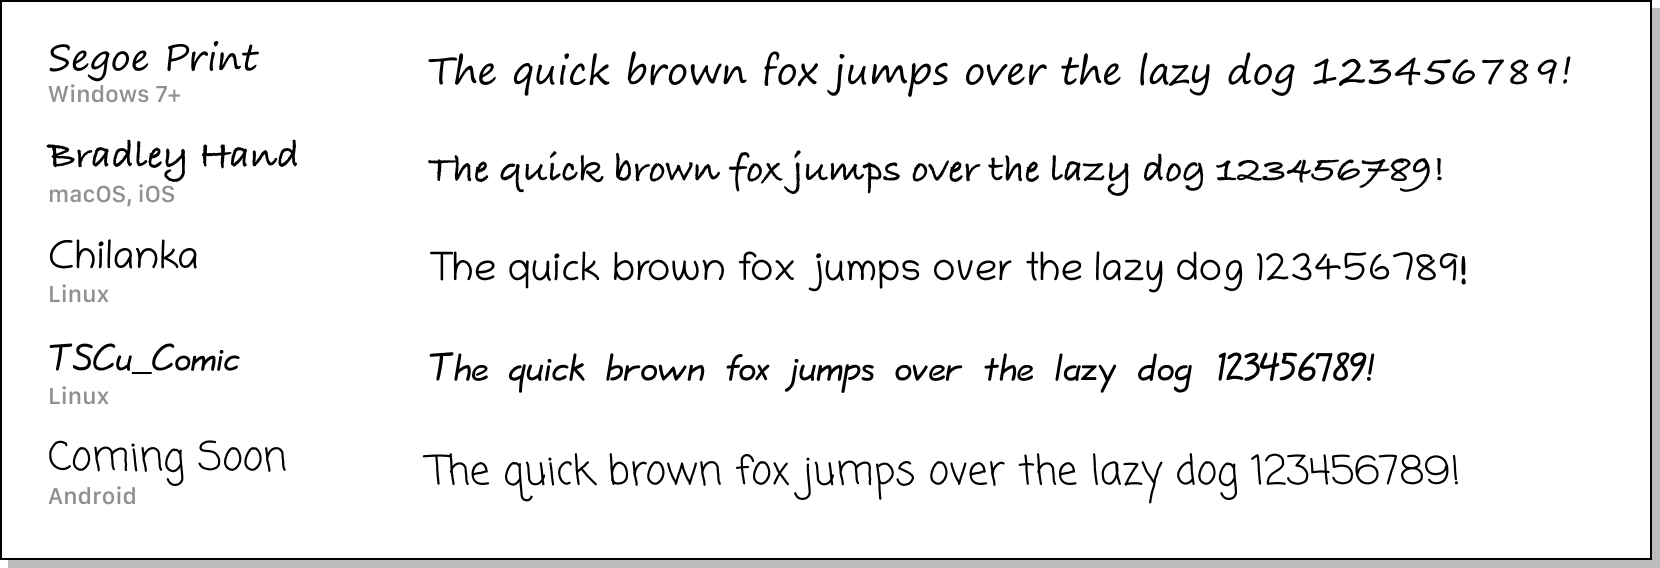 Segoe Print
The quick brown fox jumps over the lazy dog 123456789!
Windows 7+
Bradley Hand
The quick brown fox jumps over the lazy dog 123456789!
macOS, iOS
Chilanka
The quick brown fox jumps over the lazy dog 123456789!
Linux
TSCu_Comic
The quick brown fox jumps over the lazy dog 123456789!
Linux
Coming Soon
The quick brown fox jumps over the lazy dog 123456789!
Android